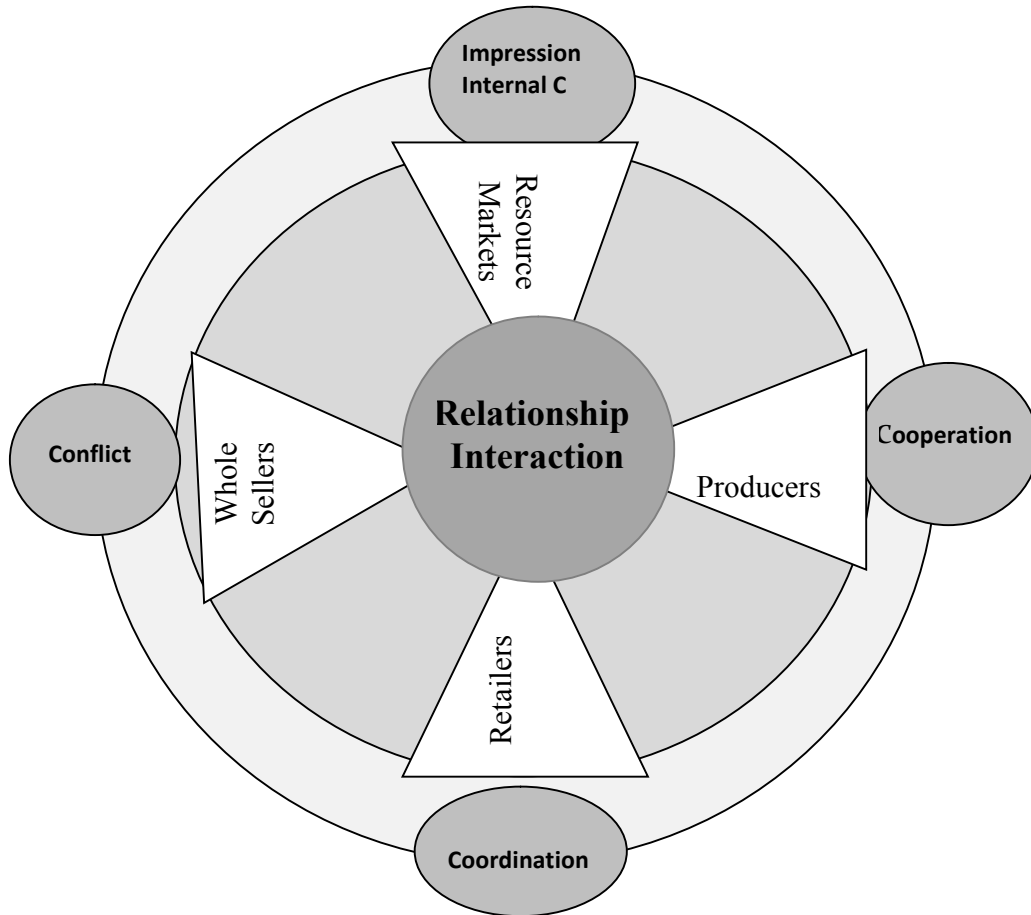 Impression
Internal C
Resource
Markets
Relationship
Interaction
Conflict
Whole
Sellers
Producers
Cooperation
Retailers
Coordination